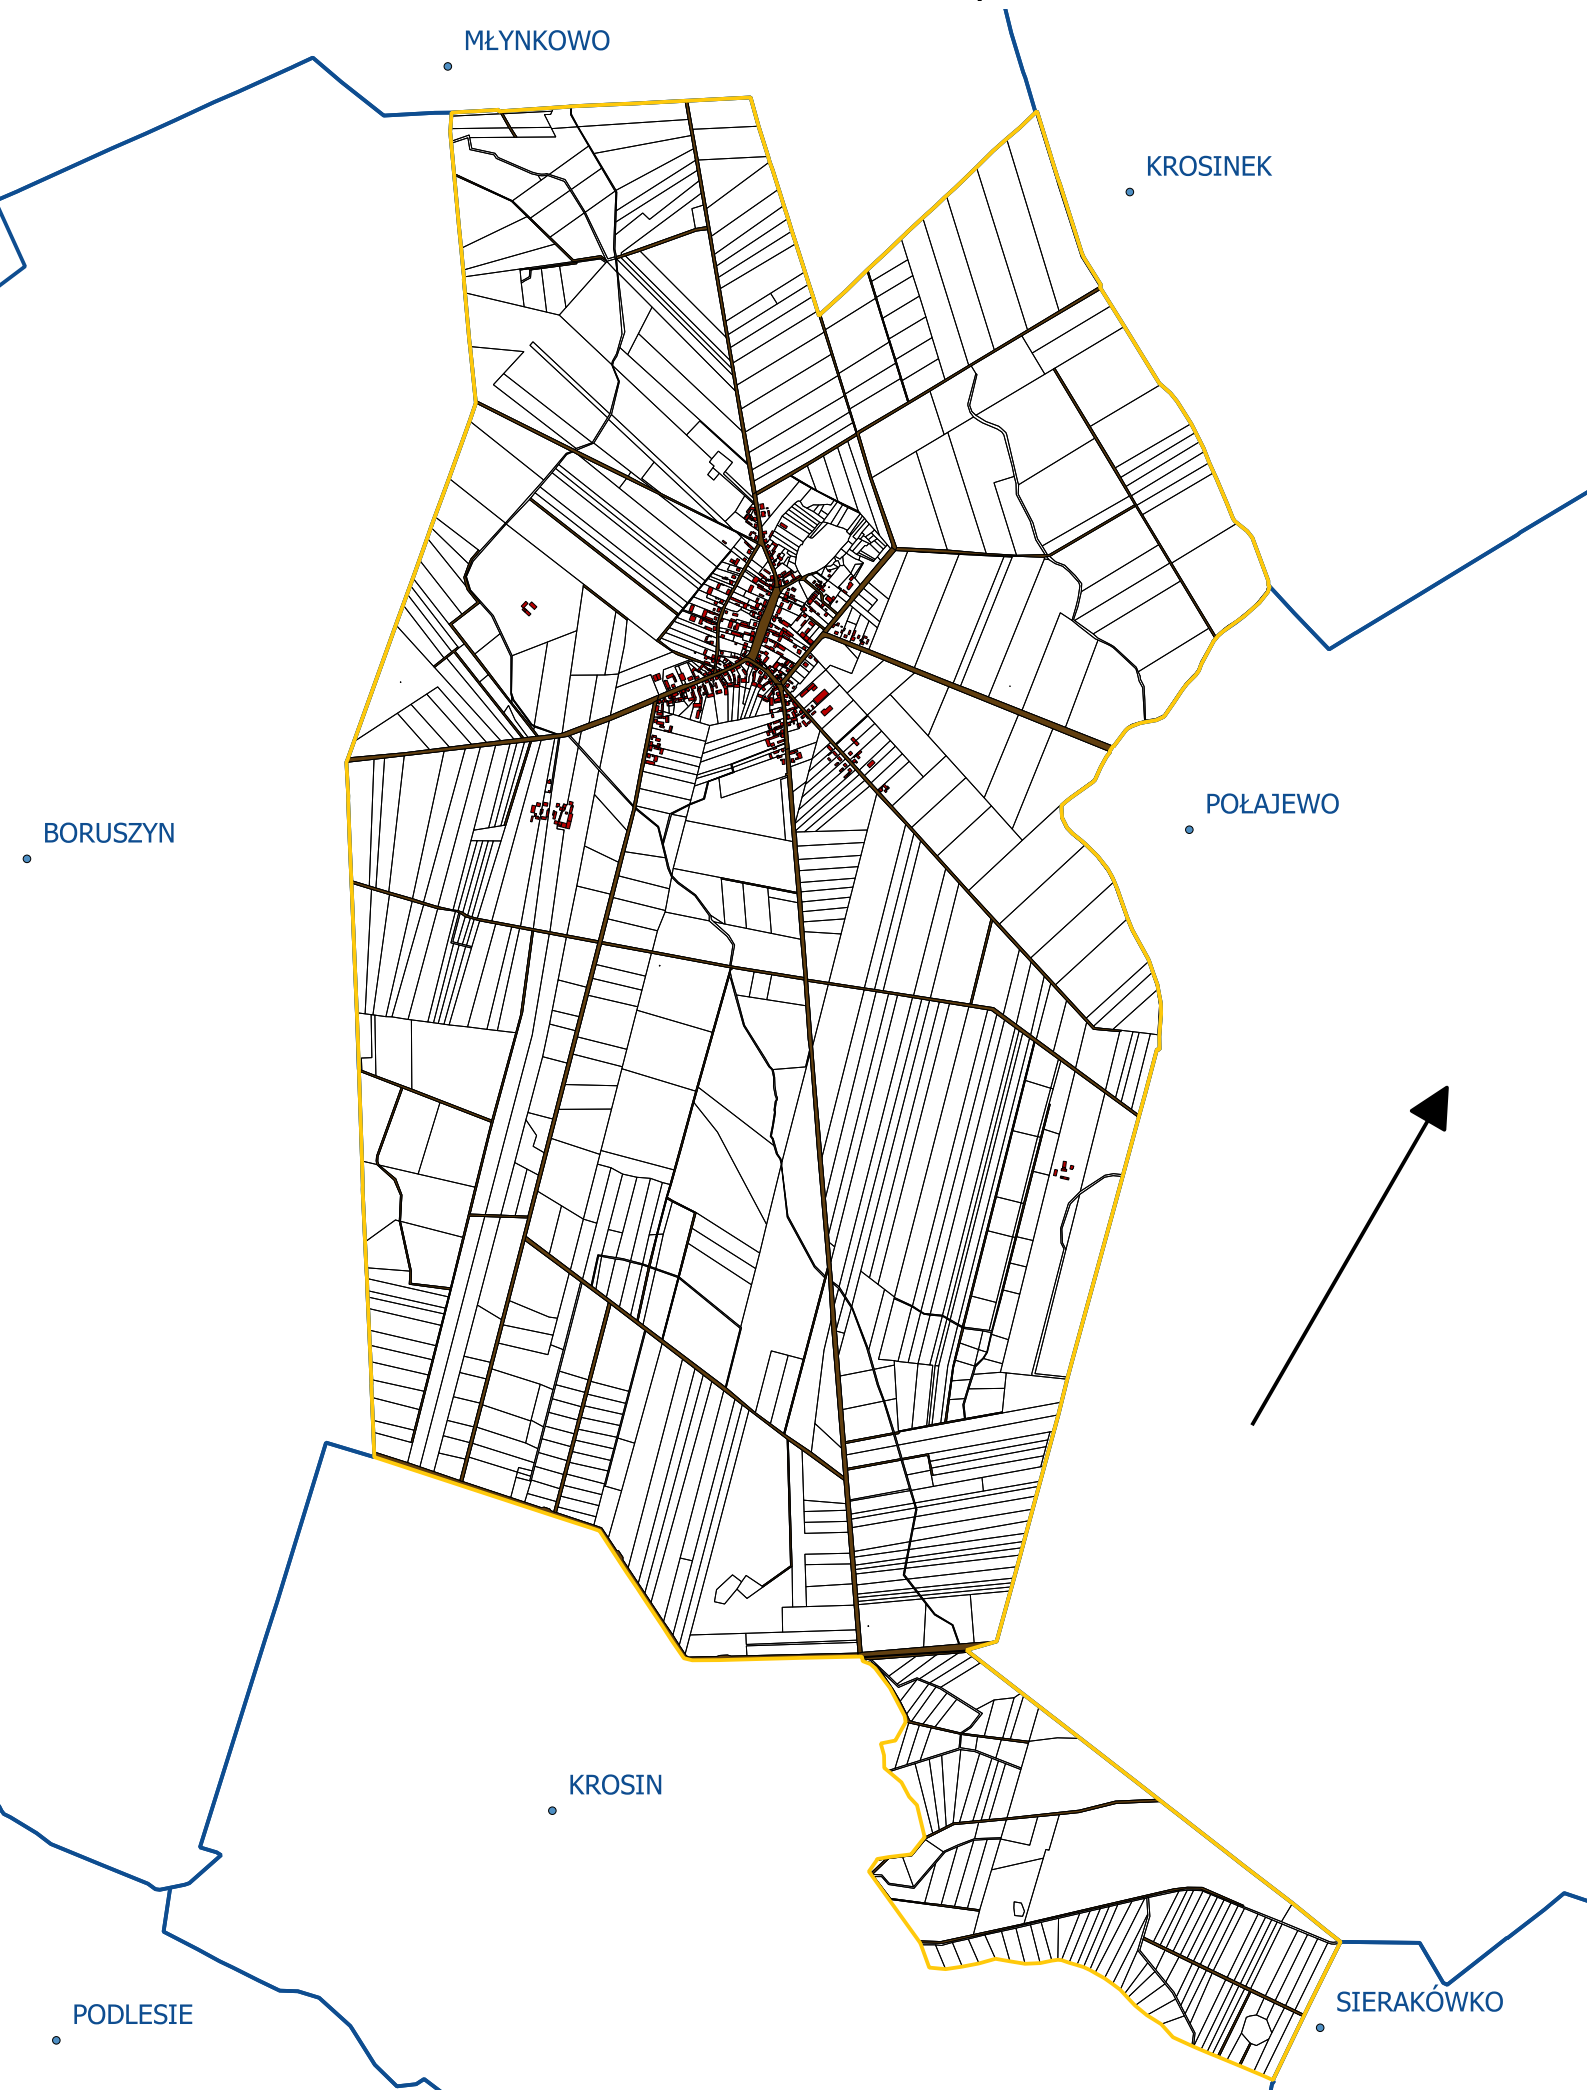 MŁYNKOWO
KROSINEK
POŁAJEWO
BORUSZYN
KROSIN
SIERAKÓWKO
PODLESIE